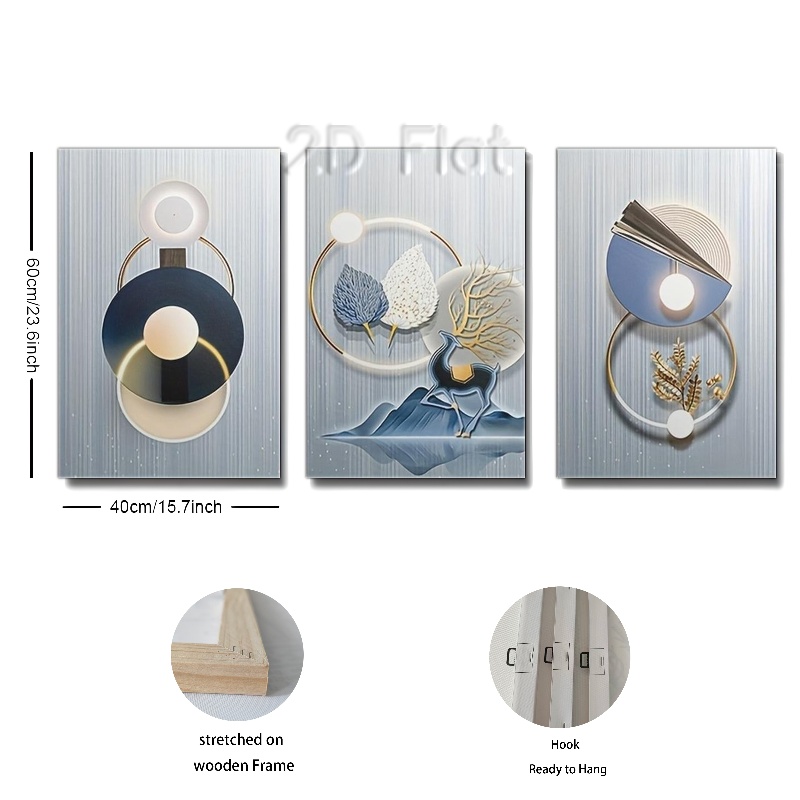 2D Flat
60cm/23.6inch
40cm/15.7inch
stretched on
wooden Frame
Hook
Ready to Hang